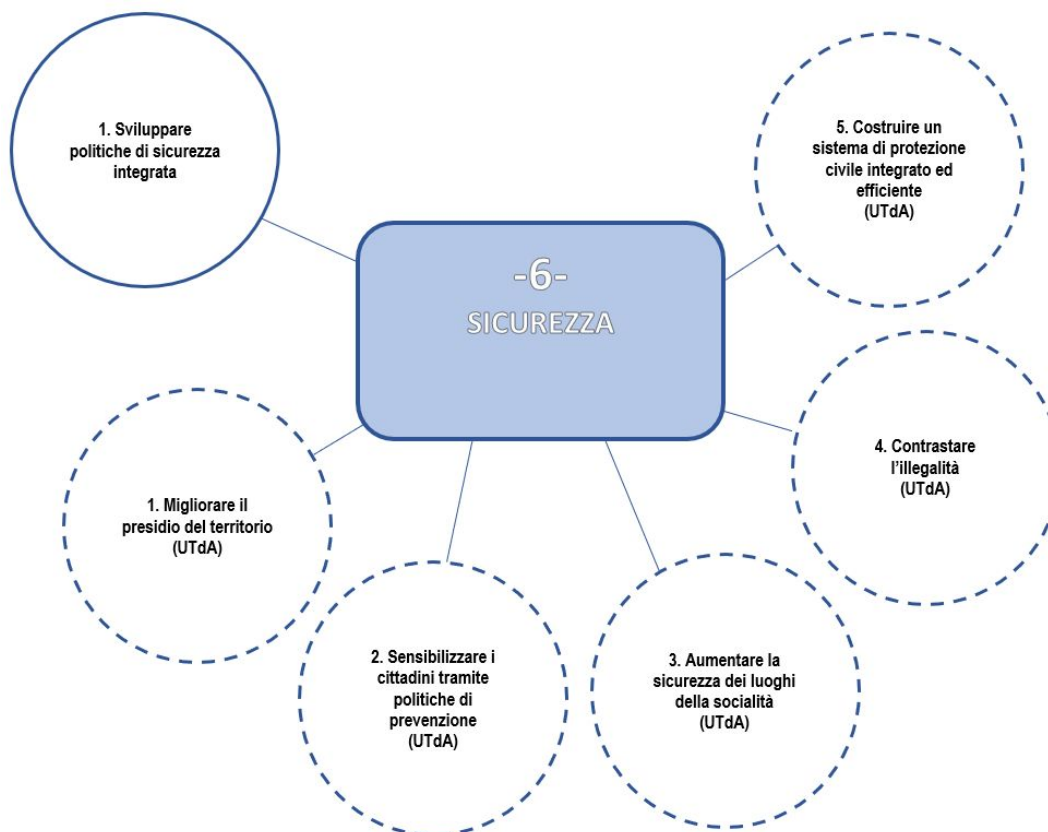 1. Sviluppare
politiche di sicurezza
integrata
5. Costruire un
sistema di protezione
civile integrato ed
efficiente
(UTdA)
-6-
SICUREZZA
4. Contrastare
l’illegalità
(UTdA)
1. Migliorare il
presidio del territorio
(UTdA)
2. Sensibilizzare i
cittadini tramite
politiche di
prevenzione
(UTdA)
3. Aumentare la
sicurezza dei luoghi
della socialità
(UTdA)